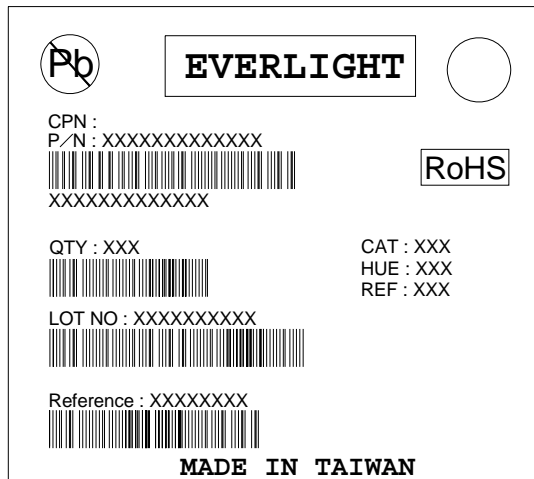 Pb
EVERLIGHT
CPN :
P/N : XXXXXXXXXXXXX
XXXXXXXXXXXXX
RoHS
QTY : XXX
CAT : XXX
HUE : XXX
REF : XXX
LOT NO : XXXXXXXXXX
Reference : XXXXXXXX
MADE IN TAIWAN